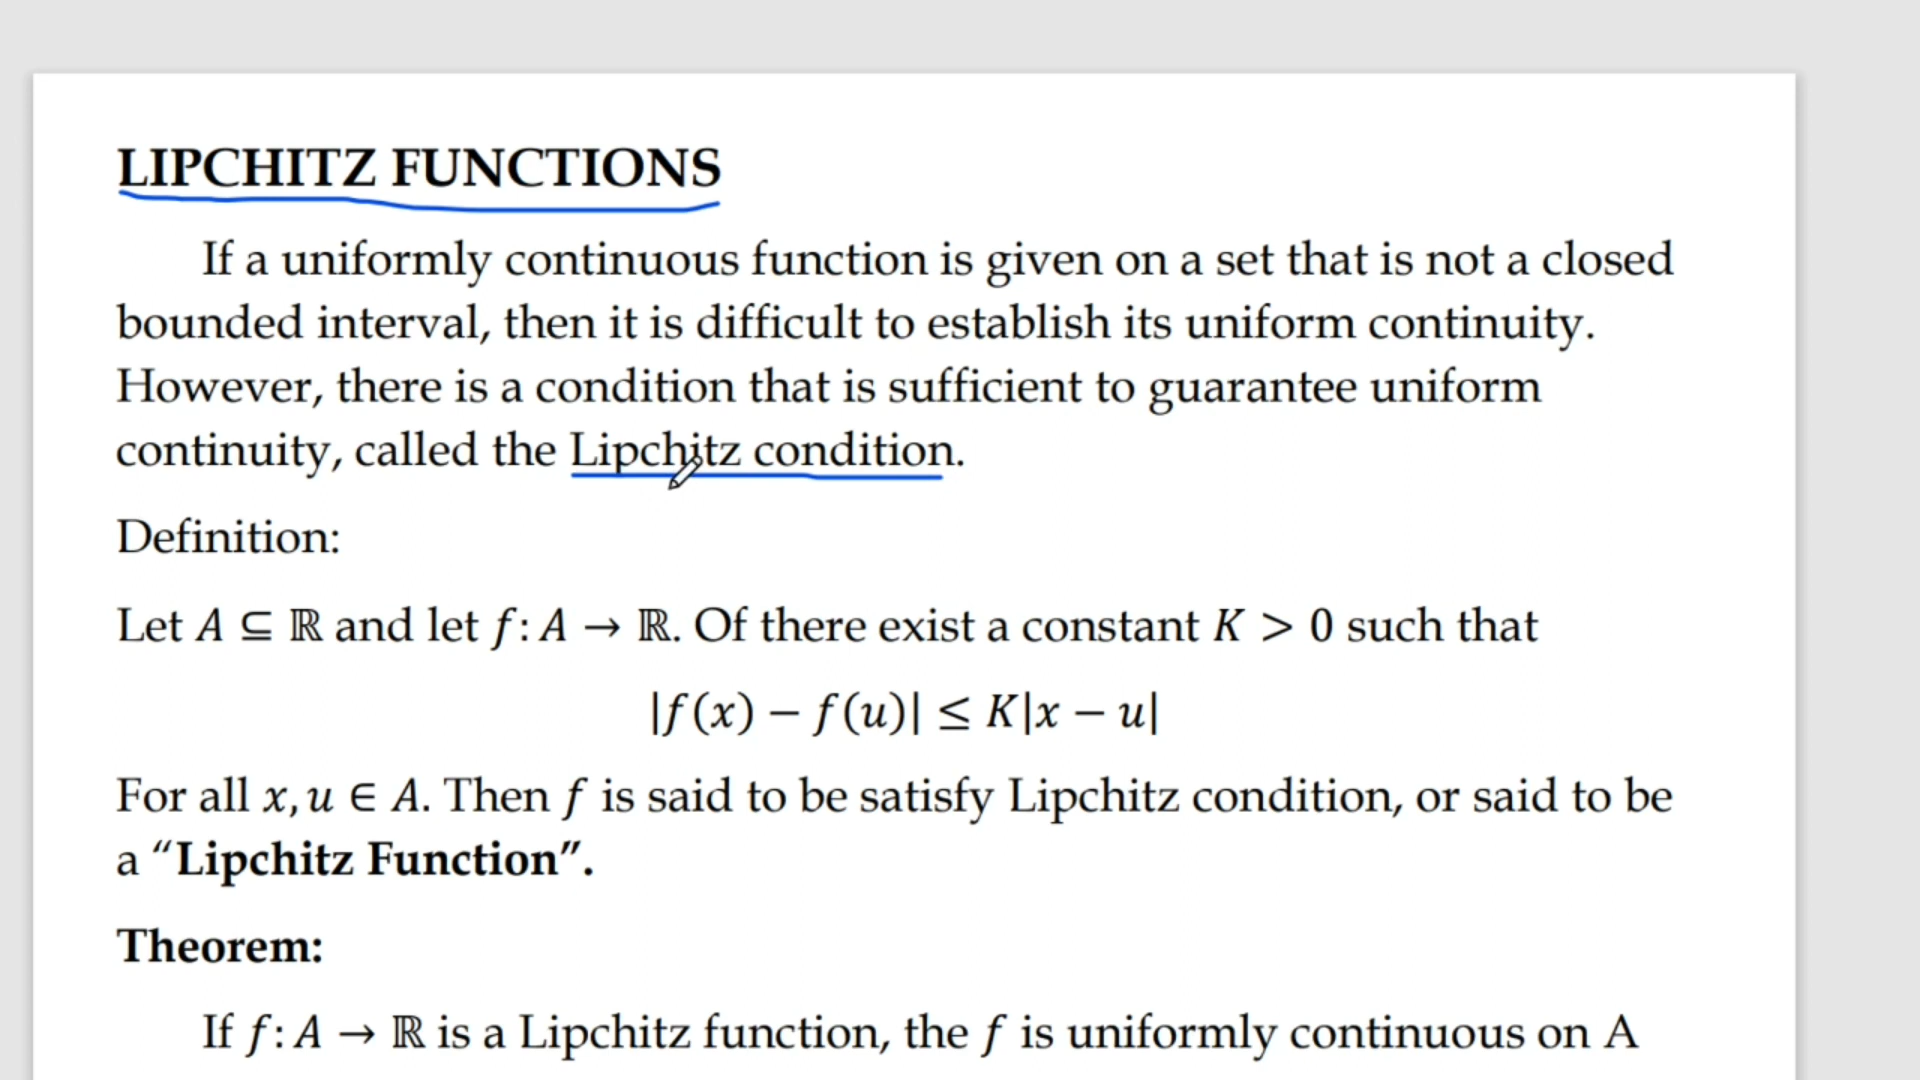 LIPCHITZ FUNCTIONS
If a uniformly continuous function is given on a set that is not a closed
bounded interval, then it is difficult to establish its uniform continuity.
However, there is a condition that is sufficient to guarantee uniform
continuity, called the Lipchitz condition.
Definition:
Let A ⊆ ℝ and let f: A → ℝ. Of there exist a constant K > 0 such that
|f(x) − f(u)| ≤ K|x − u|
For all x, u ∈ A. Then f is said to be satisfy Lipchitz condition, or said to be
a “Lipchitz Function”.
Theorem:
If f: A → ℝ is a Lipchitz function, the f is uniformly continuous on A